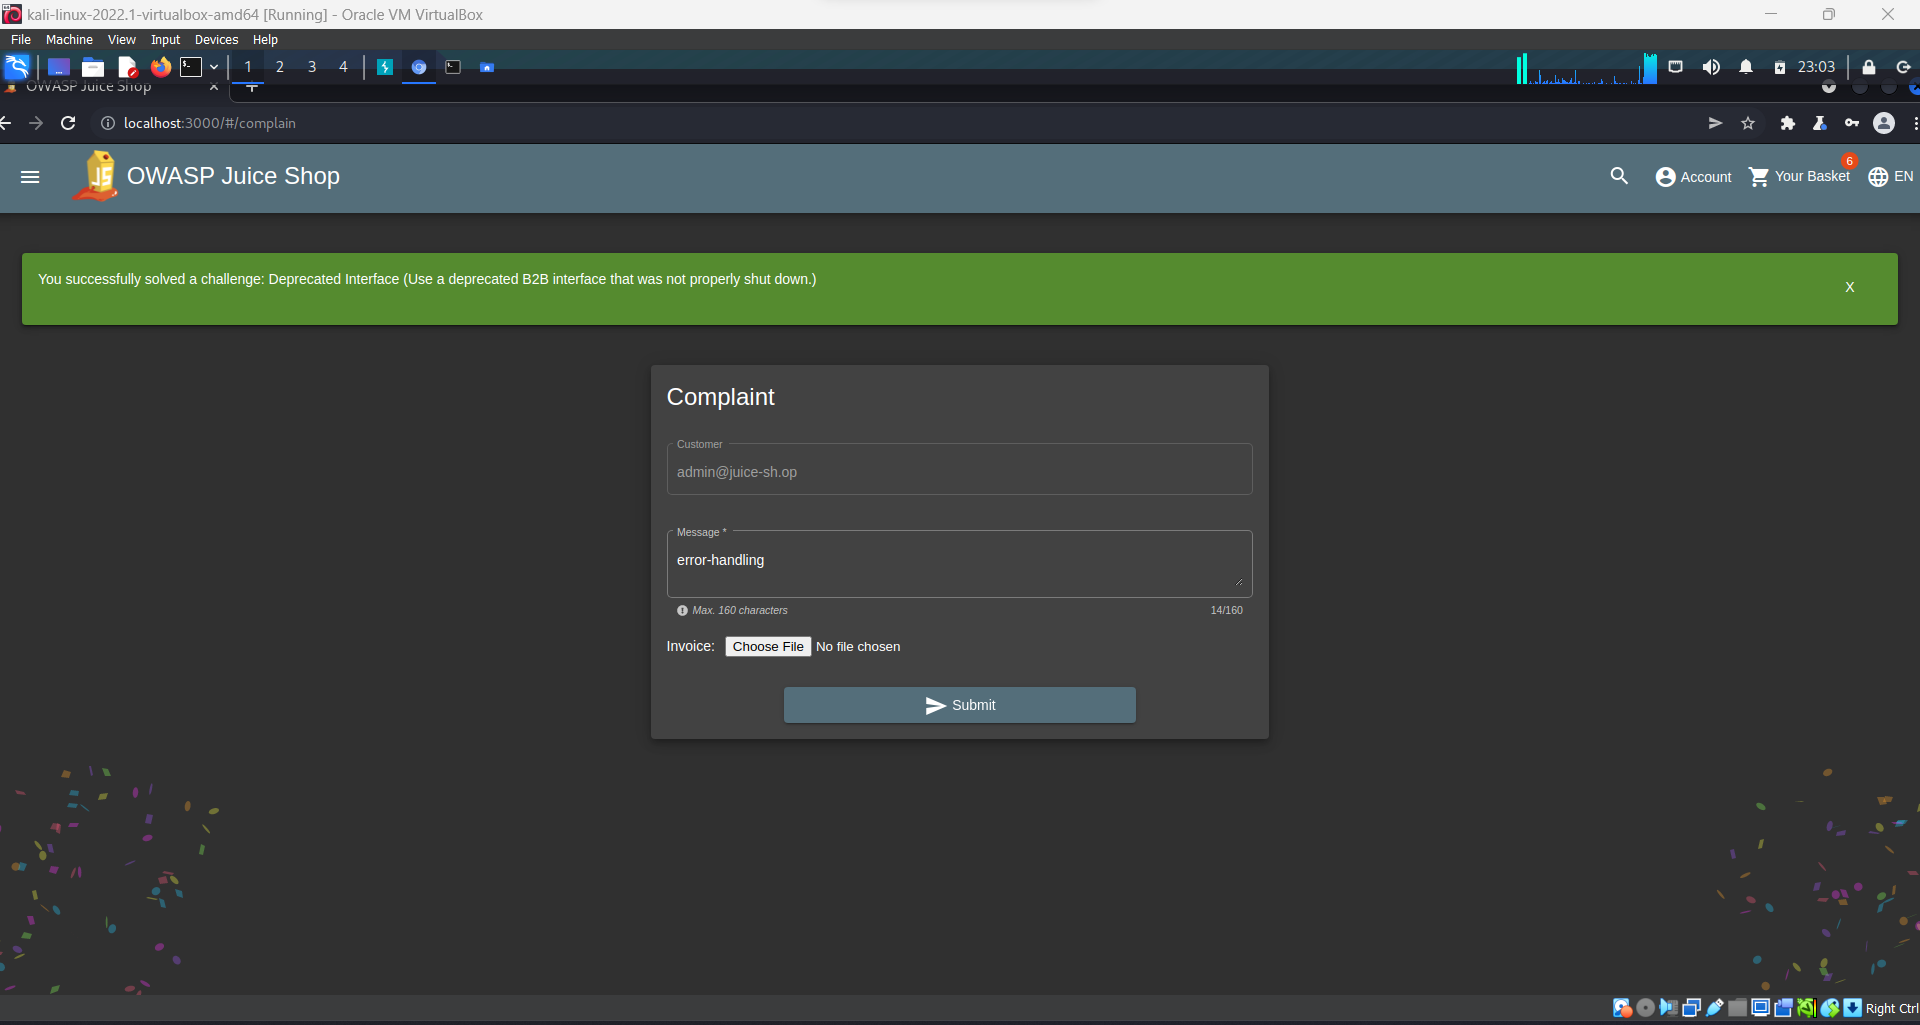 kali-linux-2022.1-virtualbox-amd64 [Running] - Oracle VM VirtualBox
File Machine View Input Devices Help
1 2 3 4 23:03
OWASP Juice Shop
localhost:3000/#/complain
JS OWASP Juice Shop Account Your Basket 6 EN
You successfully solved a challenge: Deprecated Interface (Use a deprecated B2B interface that was not properly shut down.)
X
Complaint
Customer
admin@juice-sh.op
Message *
error-handling
Max. 160 characters 14/160
Invoice: Choose File No file chosen
Submit
Right Ctrl